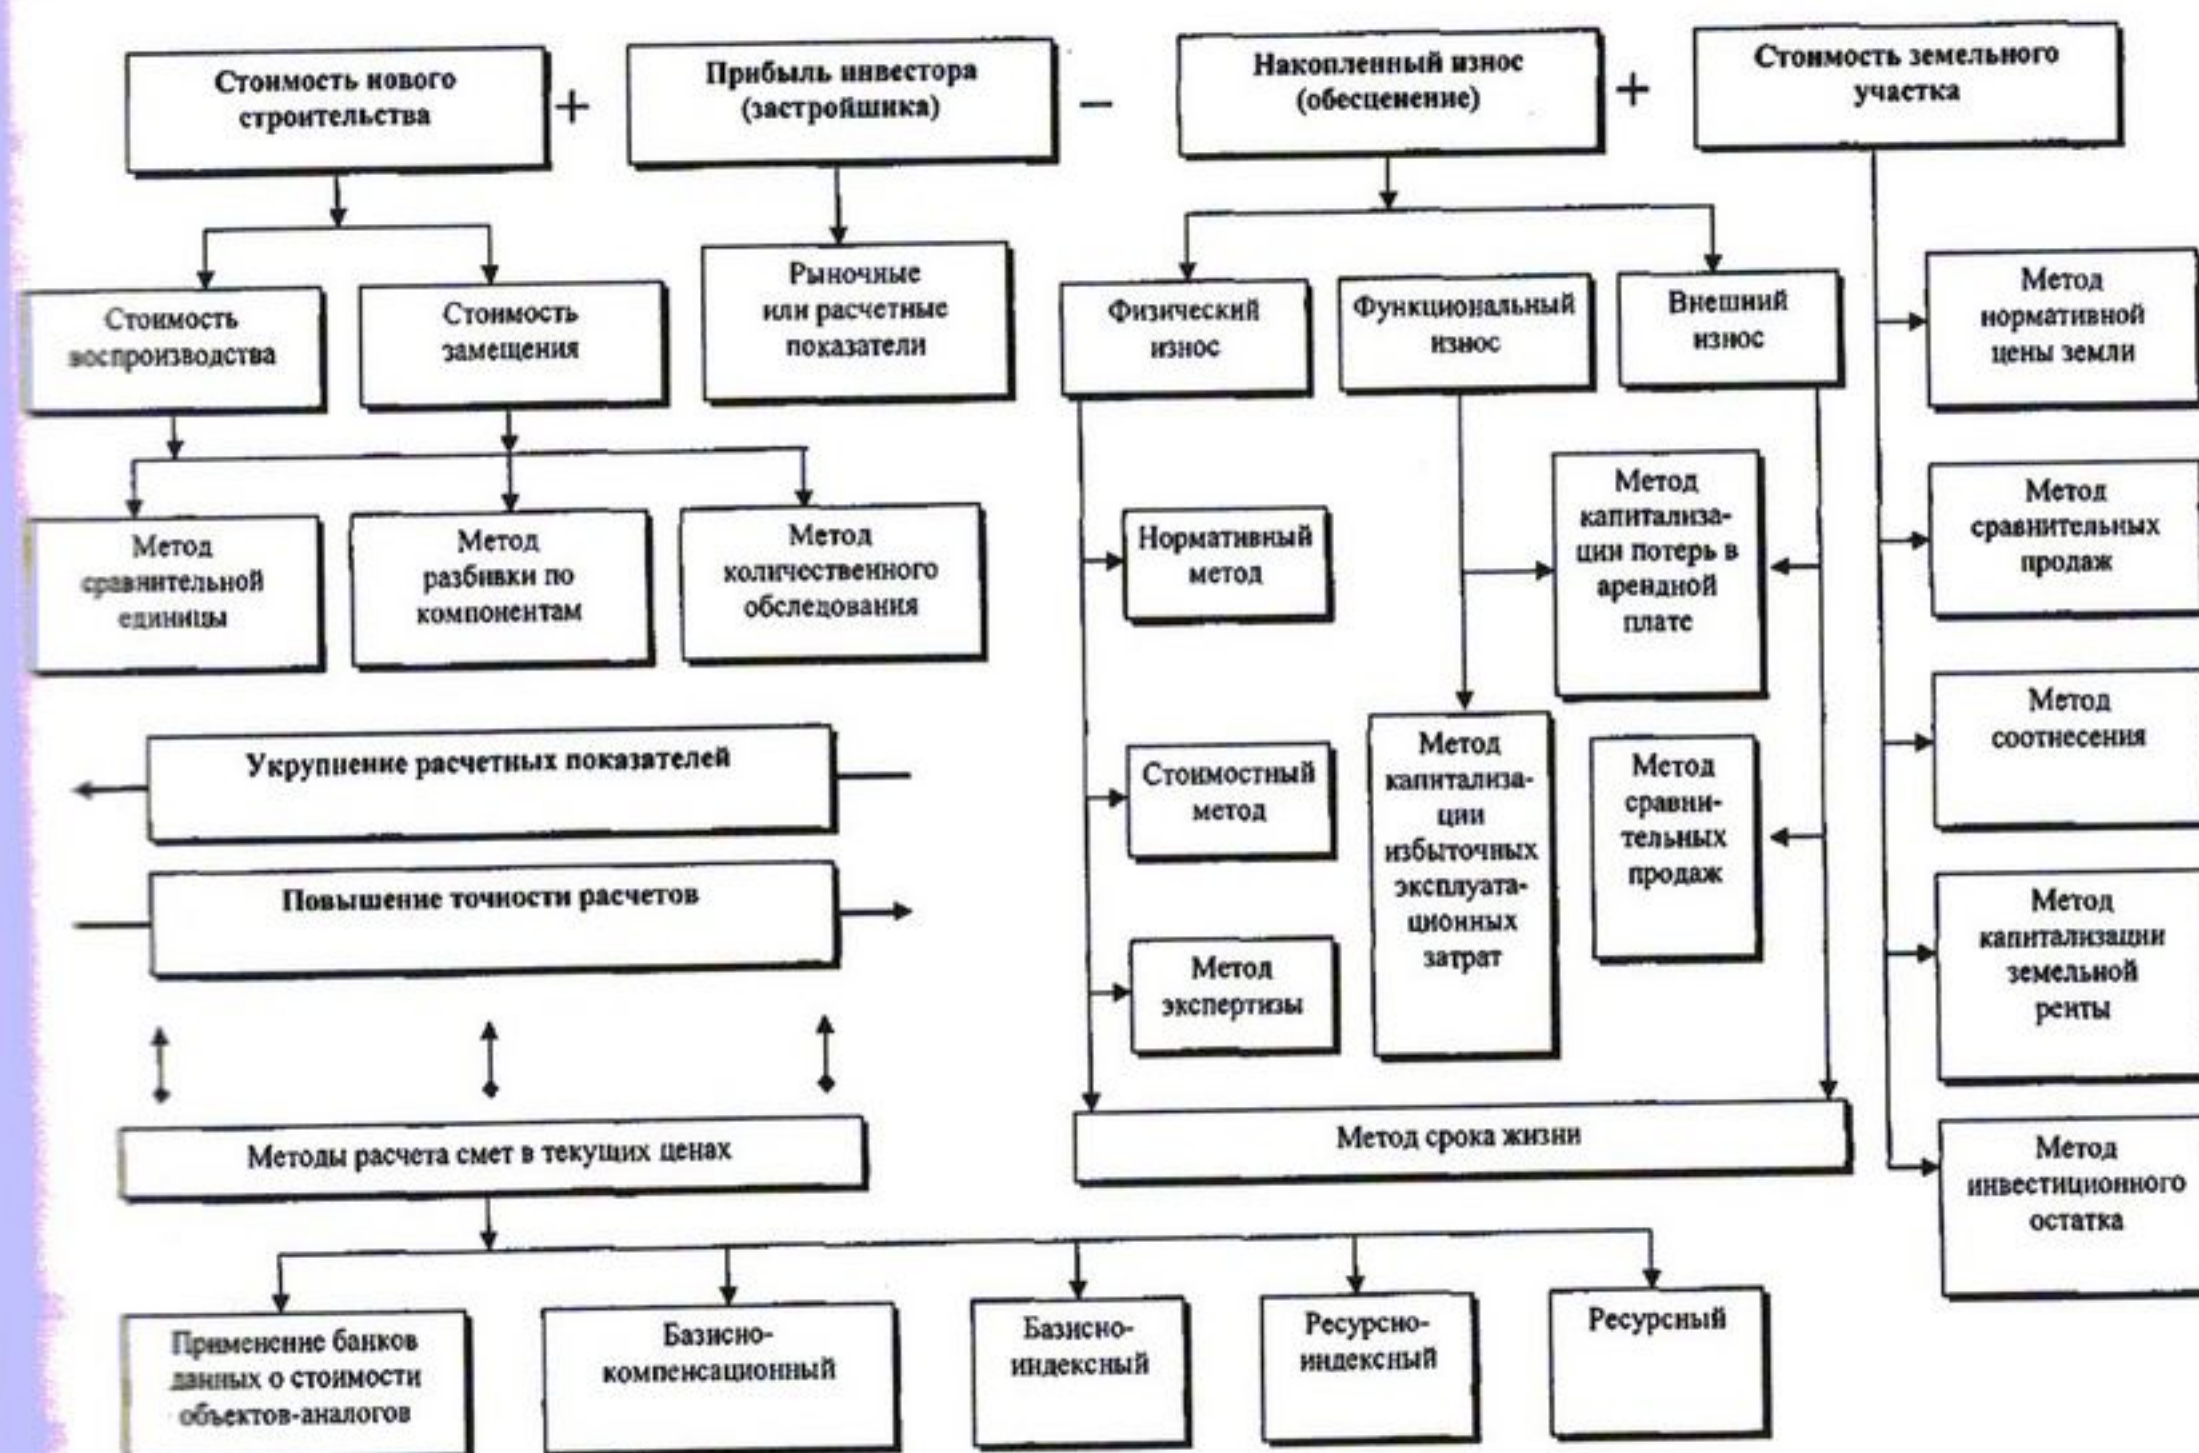 Стоимость нового
строительства
+
Прибыль инвестора
(застройшика)
–
Накопленный износ
(обесценение)
+
Стоимость земельного
участка
Стоимость
воспроизводства
Стоимость
замещения
Рыночные
или расчетные
показатели
Физический
износ
Функциональный
износ
Внешний
износ
Метод
нормативной
цены земли
Метод
сравнительной
единицы
Метод
разбивки по
компонентам
Метод
количественного
обследования
Нормативный
метод
Метод
капитализа-
ции потерь в
арендной
плате
Метод
сравнительных
продаж
Укрупнение расчетных показателей
Повышение точности расчетов
Стоимостный
метод
Метод
капитализа-
ции
избыточных
эксплуата-
ционных
затрат
Метод
сравни-
тельных
продаж
Метод
соотнесения
Метод
экспертизы
Метод
капитализации
земельной
ренты
Методы расчета смет в текущих ценах
Метод срока жизни
Метод
инвестиционного
остатка
Применение банков
данных о стоимости
объектов-аналогов
Базисно-
компенсационный
Базисно-
индексный
Ресурсно-
индексный
Ресурсный